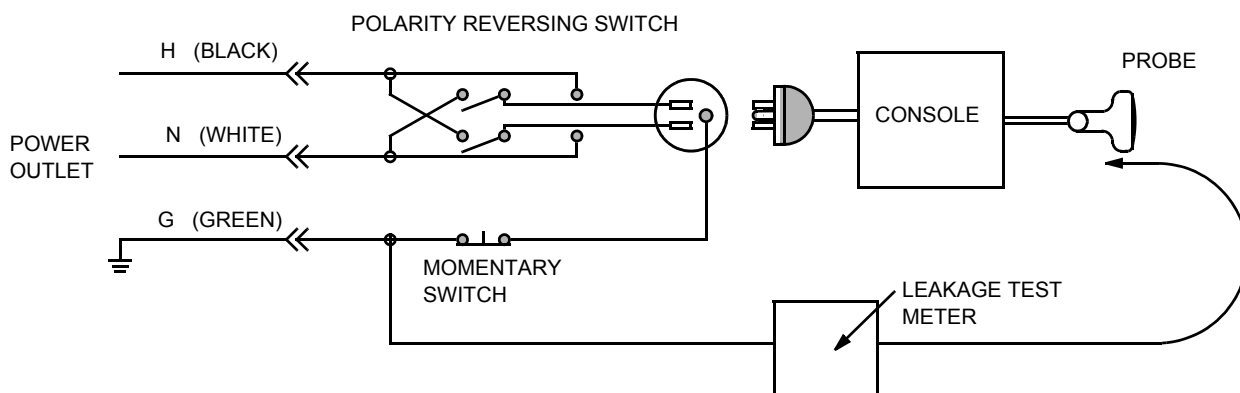 POLARITY REVERSING SWITCH
H (BLACK)
PROBE
CONSOLE
N (WHITE)
POWER
OUTLET
G (GREEN)
MOMENTARY
SWITCH
LEAKAGE TEST
METER